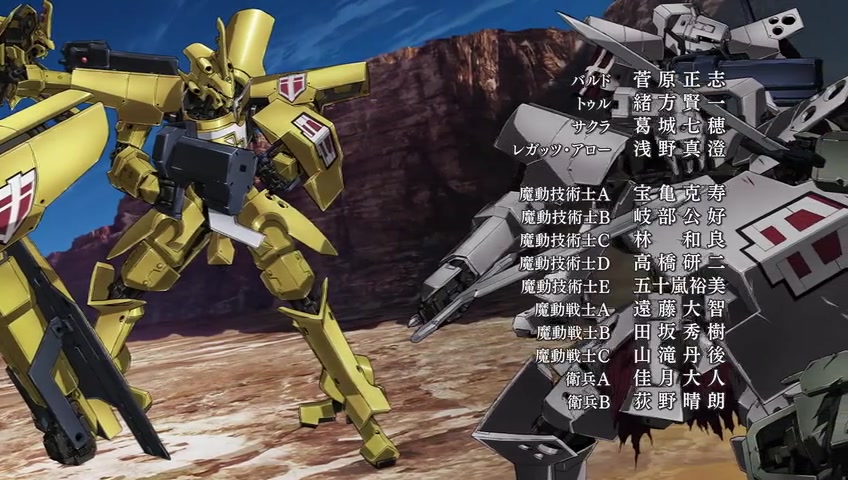 バルド 菅原正志
トゥル 緒方賢一
サクラ 葛城七穂
レガッツ・アロー 浅野真澄
魔動技術士A 宝亀克寿
魔動技術士B 岐部公好
魔動技術士C 林 和良
魔動技術士D 高橋研二
魔動技術士E 五十嵐裕美
魔動戦士A 遠藤大智
魔動戦士B 田坂秀樹
魔動戦士C 山滝丹後
衛兵A 佳月大人
衛兵B 荻野晴朗